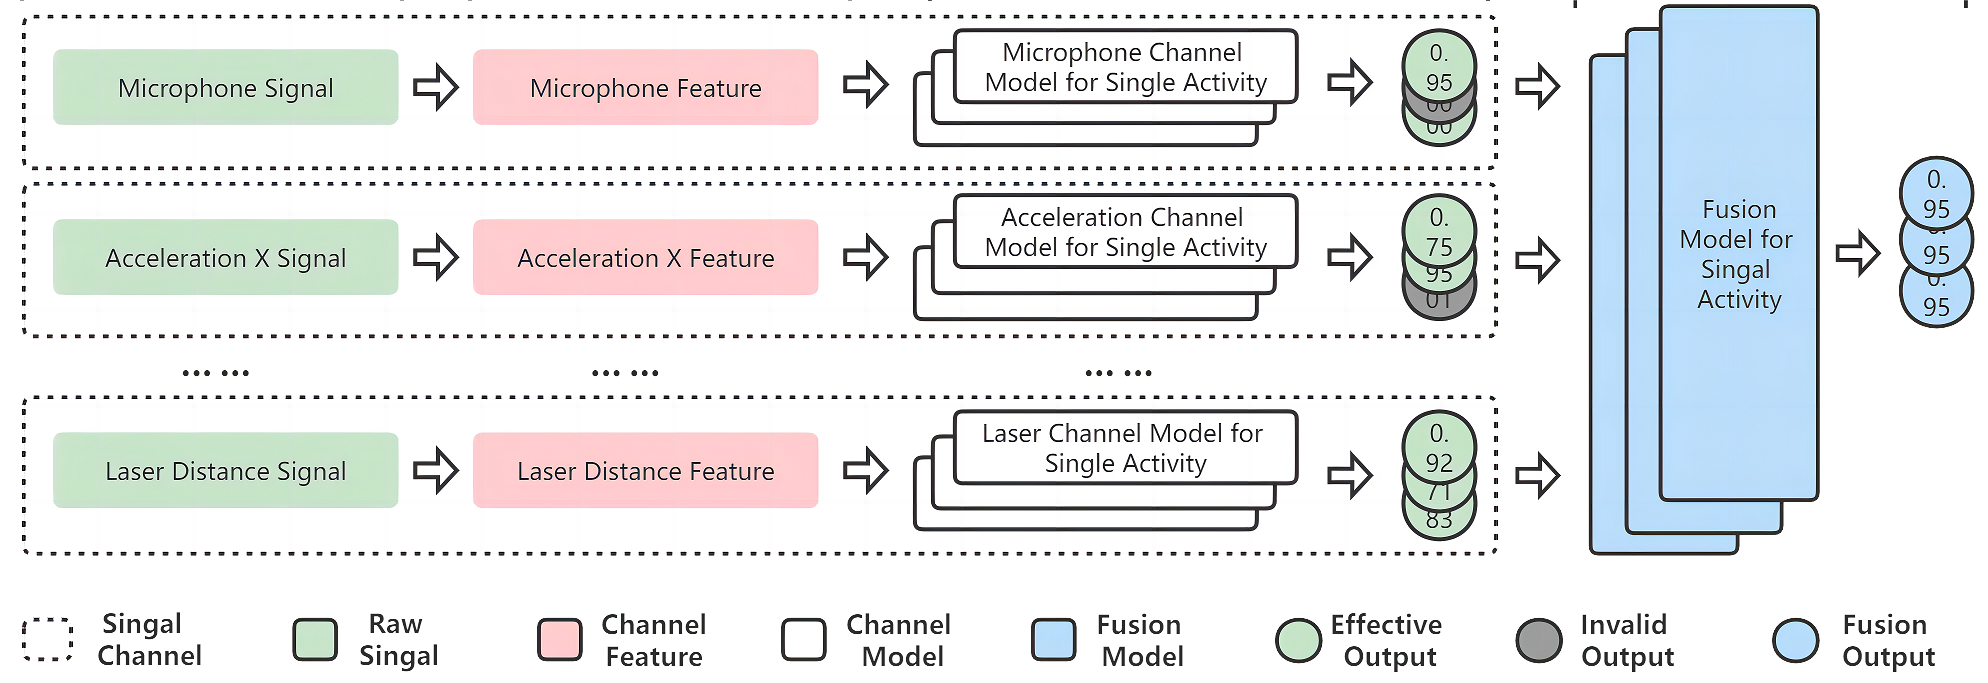 Microphone Signal
Microphone Feature
Microphone Channel
Model for Single Activity
0.
95
00
00
Acceleration X Signal
Acceleration X Feature
Acceleration Channel
Model for Single Activity
0.
75
95
01
... ...
... ...
... ...
Laser Distance Signal
Laser Distance Feature
Laser Channel Model for
Single Activity
0.
92
71
83
Fusion
Model for
Singal
Activity
0.
95
0.
95
0.
95
Singal
Channel
Raw
Singal
Channel
Feature
Channel
Model
Fusion
Model
Effective
Output
Invalid
Output
Fusion
Output